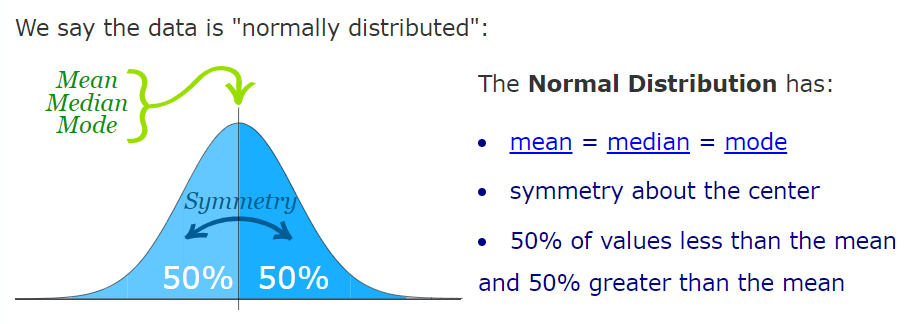 We say the data is "normally distributed":
Mean
Median
Mode
Symmetry
50% 50%
The Normal Distribution has:
• mean = median = mode
• symmetry about the center
• 50% of values less than the mean
and 50% greater than the mean